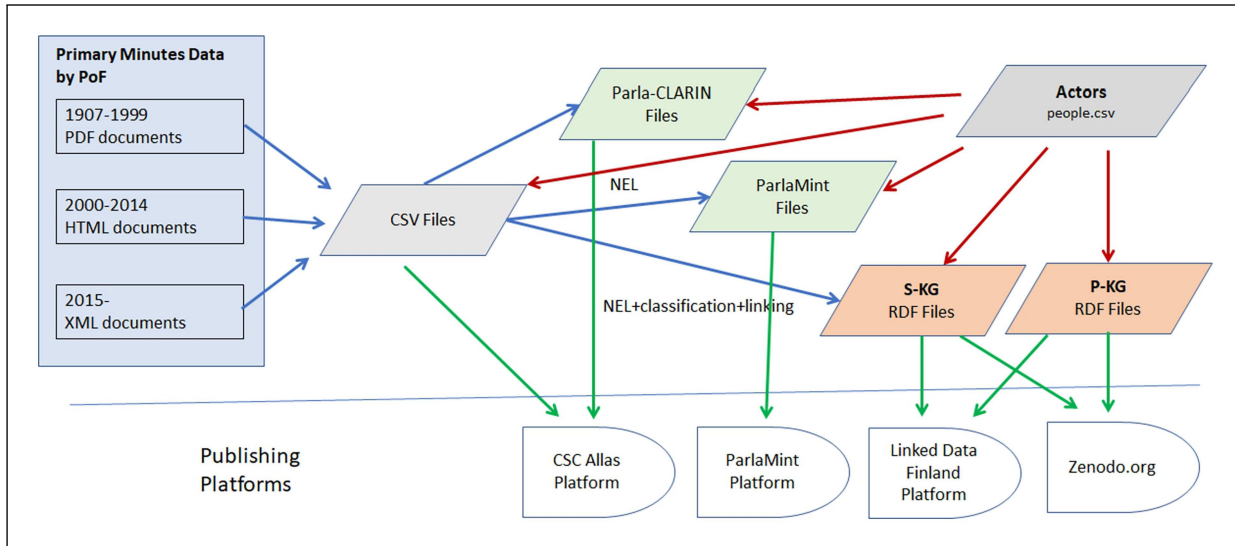 Primary Minutes Data
by PoF
1907-1999
PDF documents
2000-2014
HTML documents
2015-
XML documents
CSV Files
Parla-CLARIN
Files
NEL
ParlaMint
Files
Actors
people.csv
NEL+classification+linking
S-KG
RDF Files
P-KG
RDF Files
Publishing
Platforms
CSC Allas
Platform
ParlaMint
Platform
Linked Data
Finland
Platform
Zenodo.org